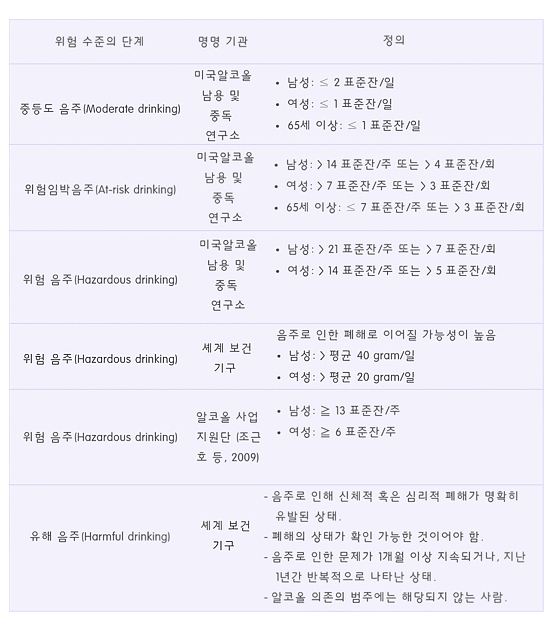 위험 수준의 단계 명명 기관 정의
중등도 음주(Moderate drinking)
미국알코올
남용 및
중독
연구소
• 남성: ≤ 2 표준잔/일
• 여성: ≤ 1 표준잔/일
• 65세 이상: ≤ 1 표준잔/일
위험임박음주(At-risk drinking)
미국알코올
남용 및
중독
연구소
• 남성: > 14 표준잔/주 또는 > 4 표준잔/회
• 여성: > 7 표준잔/주 또는 > 3 표준잔/회
• 65세 이상: ≤ 7 표준잔/주 또는 > 3 표준잔/회
위험 음주(Hazardous drinking)
미국알코올
남용 및
중독
연구소
• 남성: > 21 표준잔/주 또는 > 7 표준잔/회
• 여성: > 14 표준잔/주 또는 > 5 표준잔/회
위험 음주(Hazardous drinking)
세계 보건
기구
음주로 인한 폐해로 이어질 가능성이 높음
• 남성: > 평균 40 gram/일
• 여성: > 평균 20 gram/일
위험 음주(Hazardous drinking)
알코올 사업
지원단 (조근
호 등, 2009)
• 남성: ≧ 13 표준잔/주
• 여성: ≧ 6 표준잔/주
유해 음주(Harmful drinking)
세계 보건
기구
- 음주로 인해 신체적 혹은 심리적 폐해가 명확히
유발된 상태.
- 폐해의 상태가 확인 가능한 것이어야 함.
- 음주로 인한 문제가 1개월 이상 지속되거나, 지난
1년간 반복적으로 나타난 상태.
- 알코올 의존의 범주에는 해당되지 않는 사람.